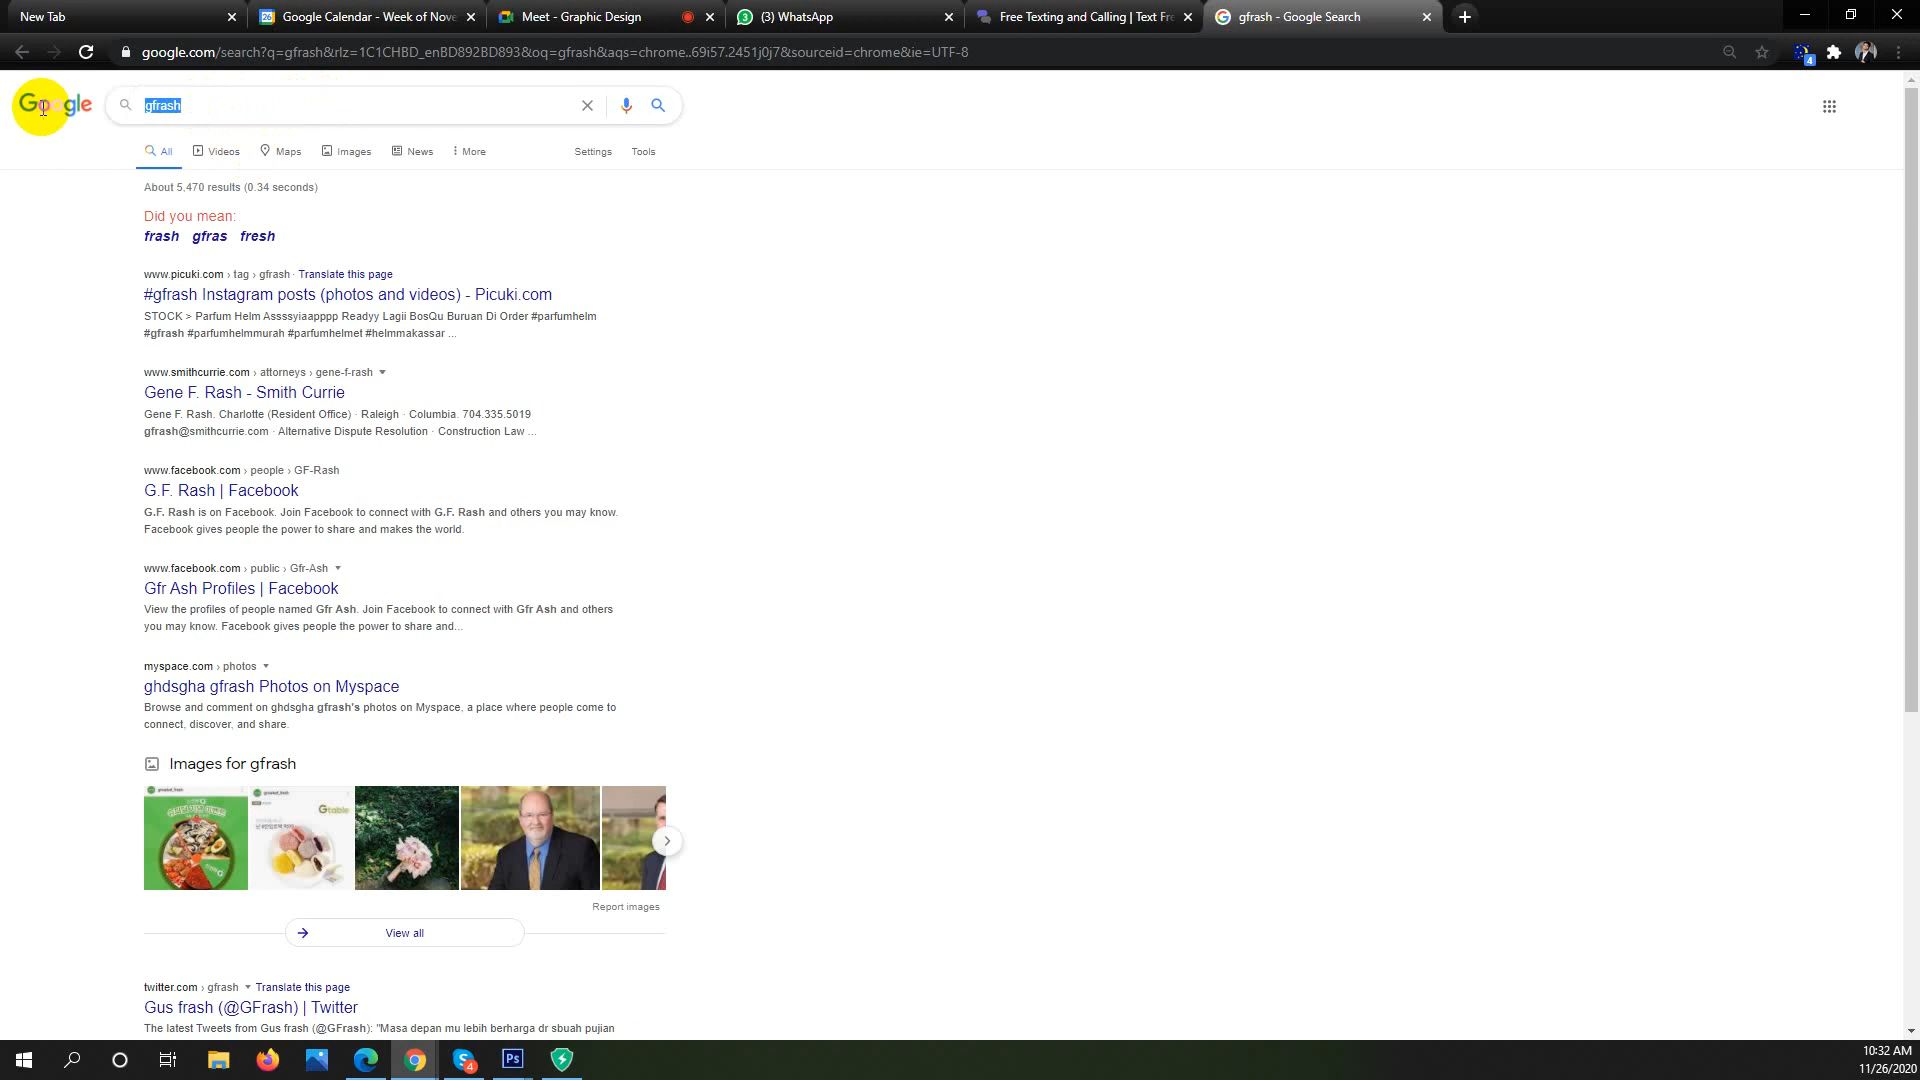 New Tab
Google Calendar - Week of Nove
Meet - Graphic Design
(3) WhatsApp
Free Texting and Calling | Text Fre
gfrash - Google Search
google.com/search?q=gfrash&rlz=1C1CHBD_enBD892BD893&oq=gfrash&aqs=chrome..69i57.2451j0j7&sourceid=chrome&ie=UTF-8
4
Google
gfrash
All
Videos
Maps
Images
News
More
Settings
Tools
About 5,470 results (0.34 seconds)
Did you mean:
frash gfras fresh
www.picuki.com › tag › gfrash · Translate this page
#gfrash Instagram posts (photos and videos) - Picuki.com
STOCK > Parfum Helm Assssyiaapppp Readyy Lagii BosQu Buruan Di Order #parfumhelm
#gfrash #parfumhelmmurah #parfumhelmet #helmmakassar ...
www.smithcurrie.com › attorneys › gene-f-rash
Gene F. Rash - Smith Currie
Gene F. Rash. Charlotte (Resident Office) · Raleigh · Columbia. 704.335.5019
gfrash@smithcurrie.com · Alternative Dispute Resolution · Construction Law ...
www.facebook.com › people › GF-Rash
G.F. Rash | Facebook
G.F. Rash is on Facebook. Join Facebook to connect with G.F. Rash and others you may know.
Facebook gives people the power to share and makes the world.
www.facebook.com › public › Gfr-Ash
Gfr Ash Profiles | Facebook
View the profiles of people named Gfr Ash. Join Facebook to connect with Gfr Ash and others
you may know. Facebook gives people the power to share and...
myspace.com › photos
ghdsgha gfrash Photos on Myspace
Browse and comment on ghdsgha gfrash's photos on Myspace, a place where people come to
connect, discover, and share.
Images for gfrash
Gtable
Report images
View all
twitter.com › gfrash Translate this page
Gus frash (@GFrash) | Twitter
The latest Tweets from Gus frash (@GFrash): "Masa depan mu lebih berharga dr sbuah pujian
Ps
4
10:32 AM
11/26/2020